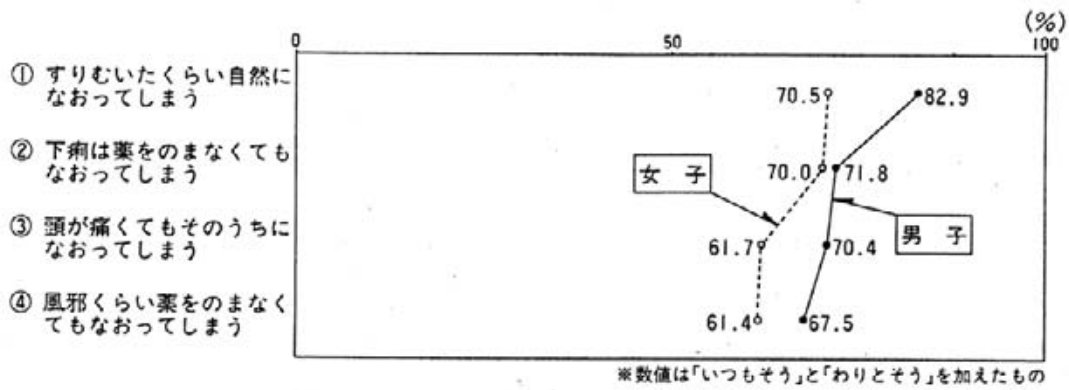 (%)
0 50 100
① すりむいたくらい自然に
なおってしまう
70.5 82.9
② 下痢は薬をのまなくても
なおってしまう
女 子
70.0 71.8
③ 頭が痛くてもそのうちに
なおってしまう
61.7 70.4
男 子
④ 風邪くらい薬をのまなく
てもなおってしまう
61.4 67.5
※数値は「いつもそう」と「わりとそう」を加えたもの